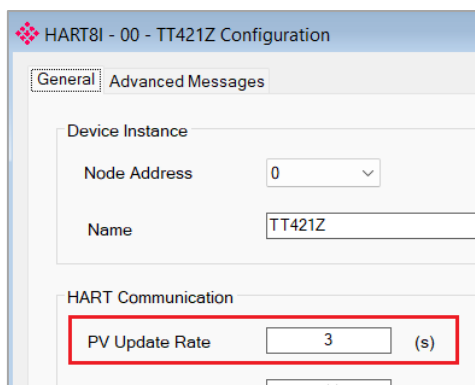 HART8I - 00 - TT421Z Configuration
General Advanced Messages
Device Instance
Node Address 0
Name TT421Z
HART Communication
PV Update Rate 3 (s)